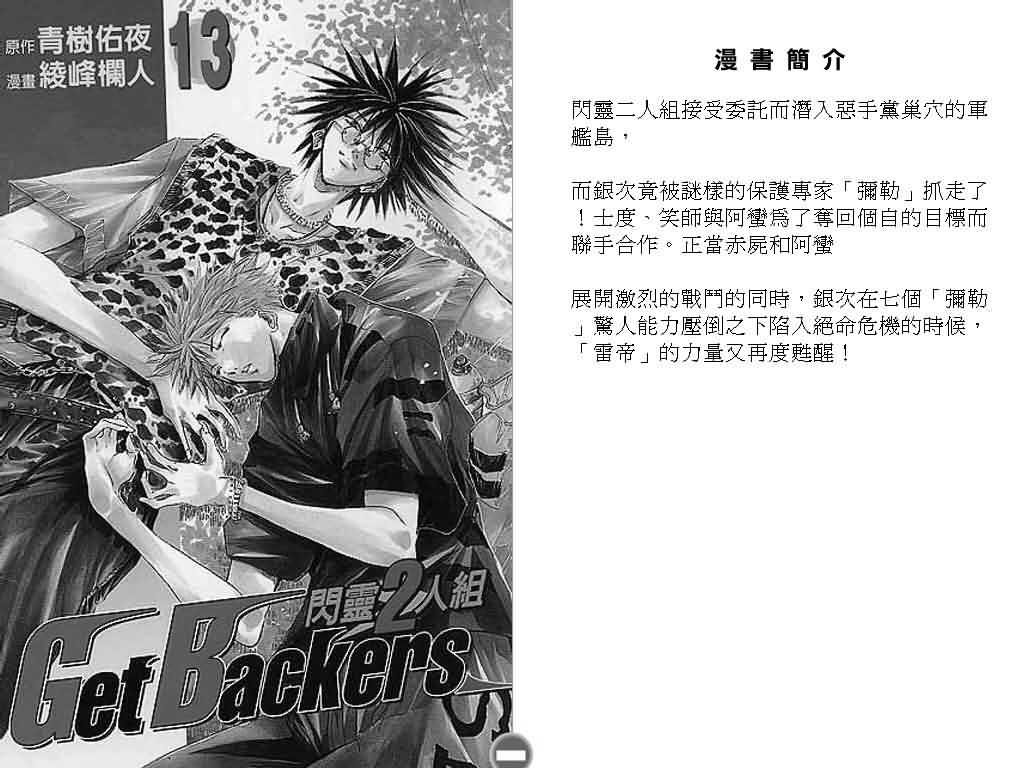 原作 青樹佑夜
漫畫 綾峰欄人
13
閃靈2人組
Get Backers
漫書簡介
閃靈二人組接受委託而潛入惡手黨巢穴的軍
艦島，
而銀次竟被謎樣的保護專家「彌勒」抓走了
！士度、笑師與阿蠻爲了奪回個自的目標而
聯手合作。正當赤屍和阿蠻
展開激烈的戰鬥的同時，銀次在七個「彌勒
」驚人能力壓倒之下陷入絕命危機的時候，
「雷帝」的力量又再度甦醒！